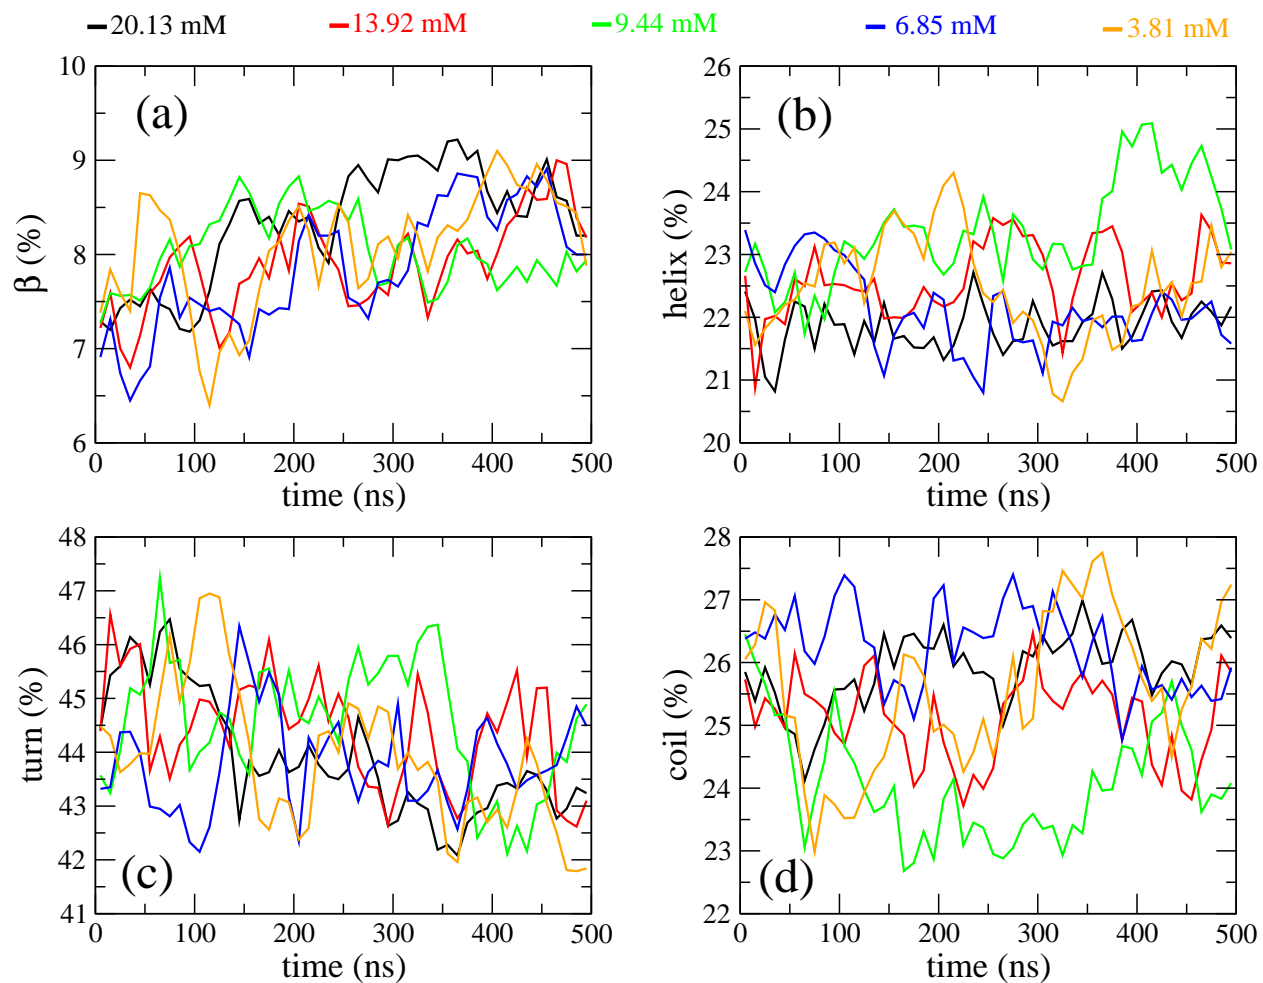 20.13 mM 13.92 mM 9.44 mM 6.85 mM 3.81 mM
(a)
β (%)
10
9
8
7
6
0 100 200 300 400 500
time (ns)
(b)
helix (%)
26
25
24
23
22
21
20
0 100 200 300 400 500
time (ns)
(c)
turn (%)
48
47
46
45
44
43
42
41
0 100 200 300 400 500
time (ns)
(d)
coil (%)
28
27
26
25
24
23
22
0 100 200 300 400 500
time (ns)